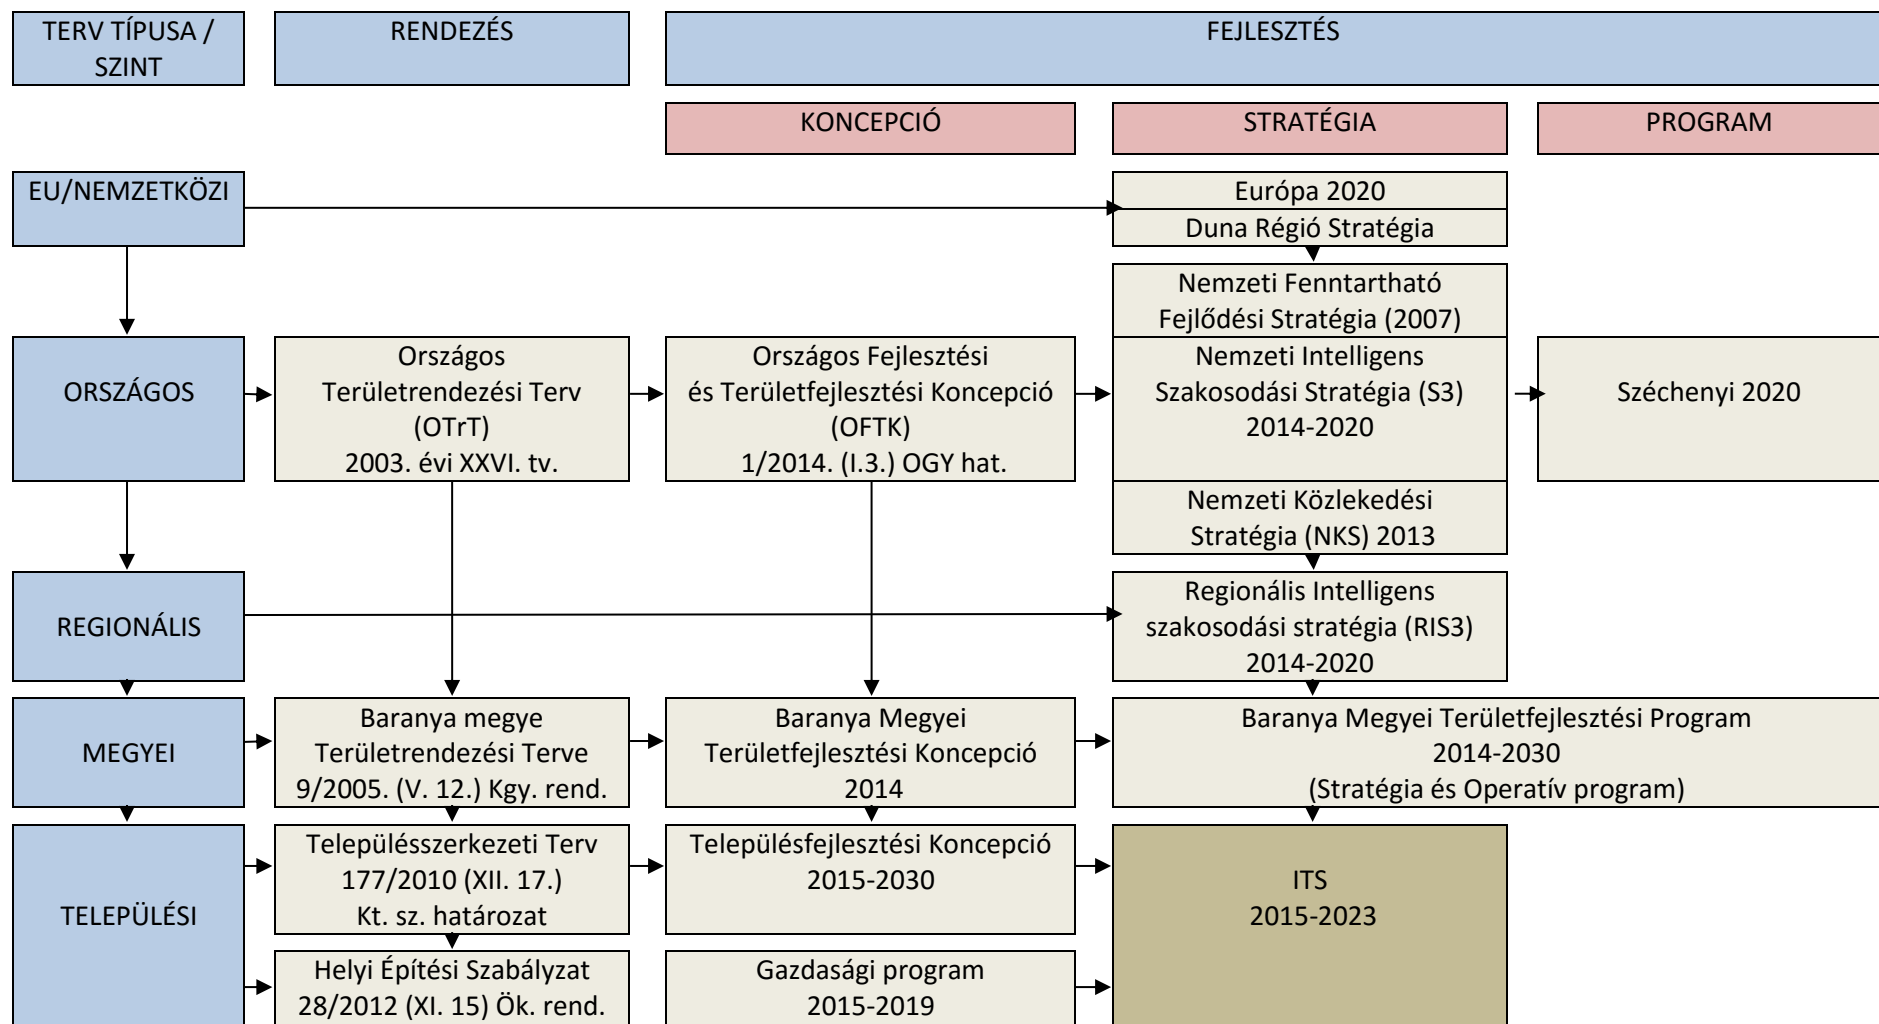 TERV TÍPUSA /
SZINT
RENDEZÉS
FEJLESZTÉS
KONCEPCIÓ
STRATÉGIA
PROGRAM
EU/NEMZETKÖZI
Európa 2020
Duna Régió Stratégia
Nemzeti Fenntartható
Fejlődési Stratégia (2007)
ORSZÁGOS
Országos
Területrendezési Terv
(OTrT)
2003. évi XXVI. tv.
Országos Fejlesztési
és Területfejlesztési Koncepció
(OFTK)
1/2014. (I.3.) OGY hat.
Nemzeti Intelligens
Szakosodási Stratégia (S3)
2014-2020
Széchenyi 2020
Nemzeti Közlekedési
Stratégia (NKS) 2013
REGIONÁLIS
Regionális Intelligens
szakosodási stratégia (RIS3)
2014-2020
MEGYEI
Baranya megye
Területrendezési Terve
9/2005. (V. 12.) Kgy. rend.
Baranya Megyei
Területfejlesztési Koncepció
2014
Baranya Megyei Területfejlesztési Program
2014-2030
(Stratégia és Operatív program)
TELEPÜLÉSI
Településszerkezeti Terv
177/2010 (XII. 17.)
Kt. sz. határozat
Településfejlesztési Koncepció
2015-2030
ITS
2015-2023
Helyi Építési Szabályzat
28/2012 (XI. 15) Ök. rend.
Gazdasági program
2015-2019